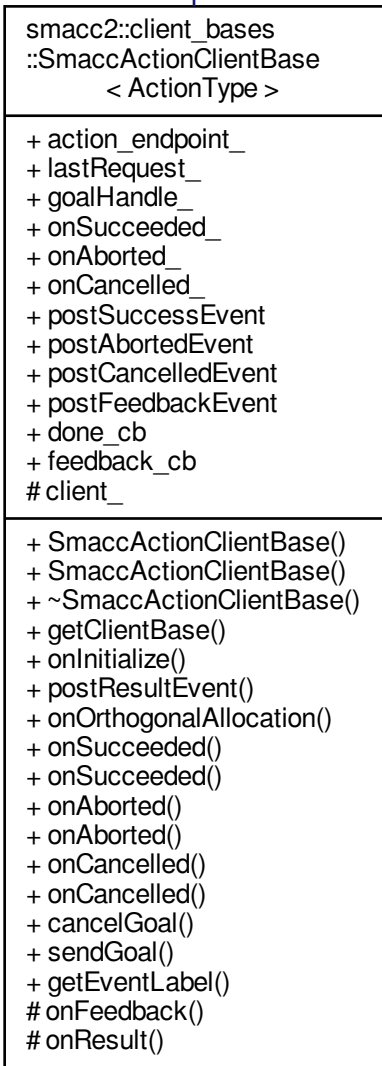 smacc2::client_bases
::SmaccActionClientBase
< ActionType >
+ action_endpoint_
+ lastRequest_
+ goalHandle_
+ onSucceeded_
+ onAborted_
+ onCancelled_
+ postSuccessEvent
+ postAbortedEvent
+ postCancelledEvent
+ postFeedbackEvent
+ done_cb
+ feedback_cb
# client_
+ SmaccActionClientBase()
+ SmaccActionClientBase()
+ ~SmaccActionClientBase()
+ getClientBase()
+ onInitialize()
+ postResultEvent()
+ onOrthogonalAllocation()
+ onSucceeded()
+ onSucceeded()
+ onAborted()
+ onAborted()
+ onCancelled()
+ onCancelled()
+ cancelGoal()
+ sendGoal()
+ getEventLabel()
# onFeedback()
# onResult()